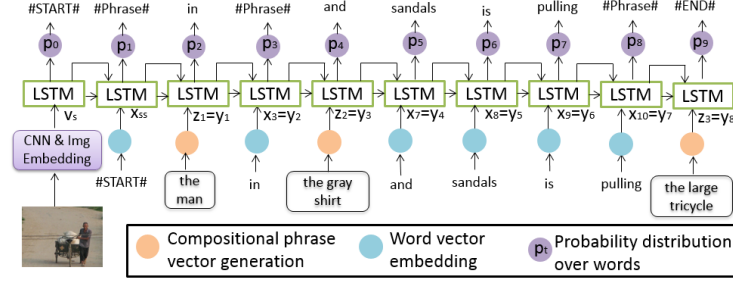 #START# #Phrase# in #Phrase# and sandals is pulling #Phrase# #END#
p0 p1 p2 p3 p4 p5 p6 p7 p8 p9
LSTM LSTM LSTM LSTM LSTM LSTM LSTM LSTM LSTM LSTM
vs xss z1=y1 x3=y2 z2=y3 x7=y4 x8=y5 x9=y6 x10=y7 z3=y8
CNN & Img
Embedding
#START#
the
man
in
the gray
shirt
and
sandals
is
pulling
the large
tricycle
Compositional phrase
vector generation
Word vector
embedding
pt
Probability distribution
over words